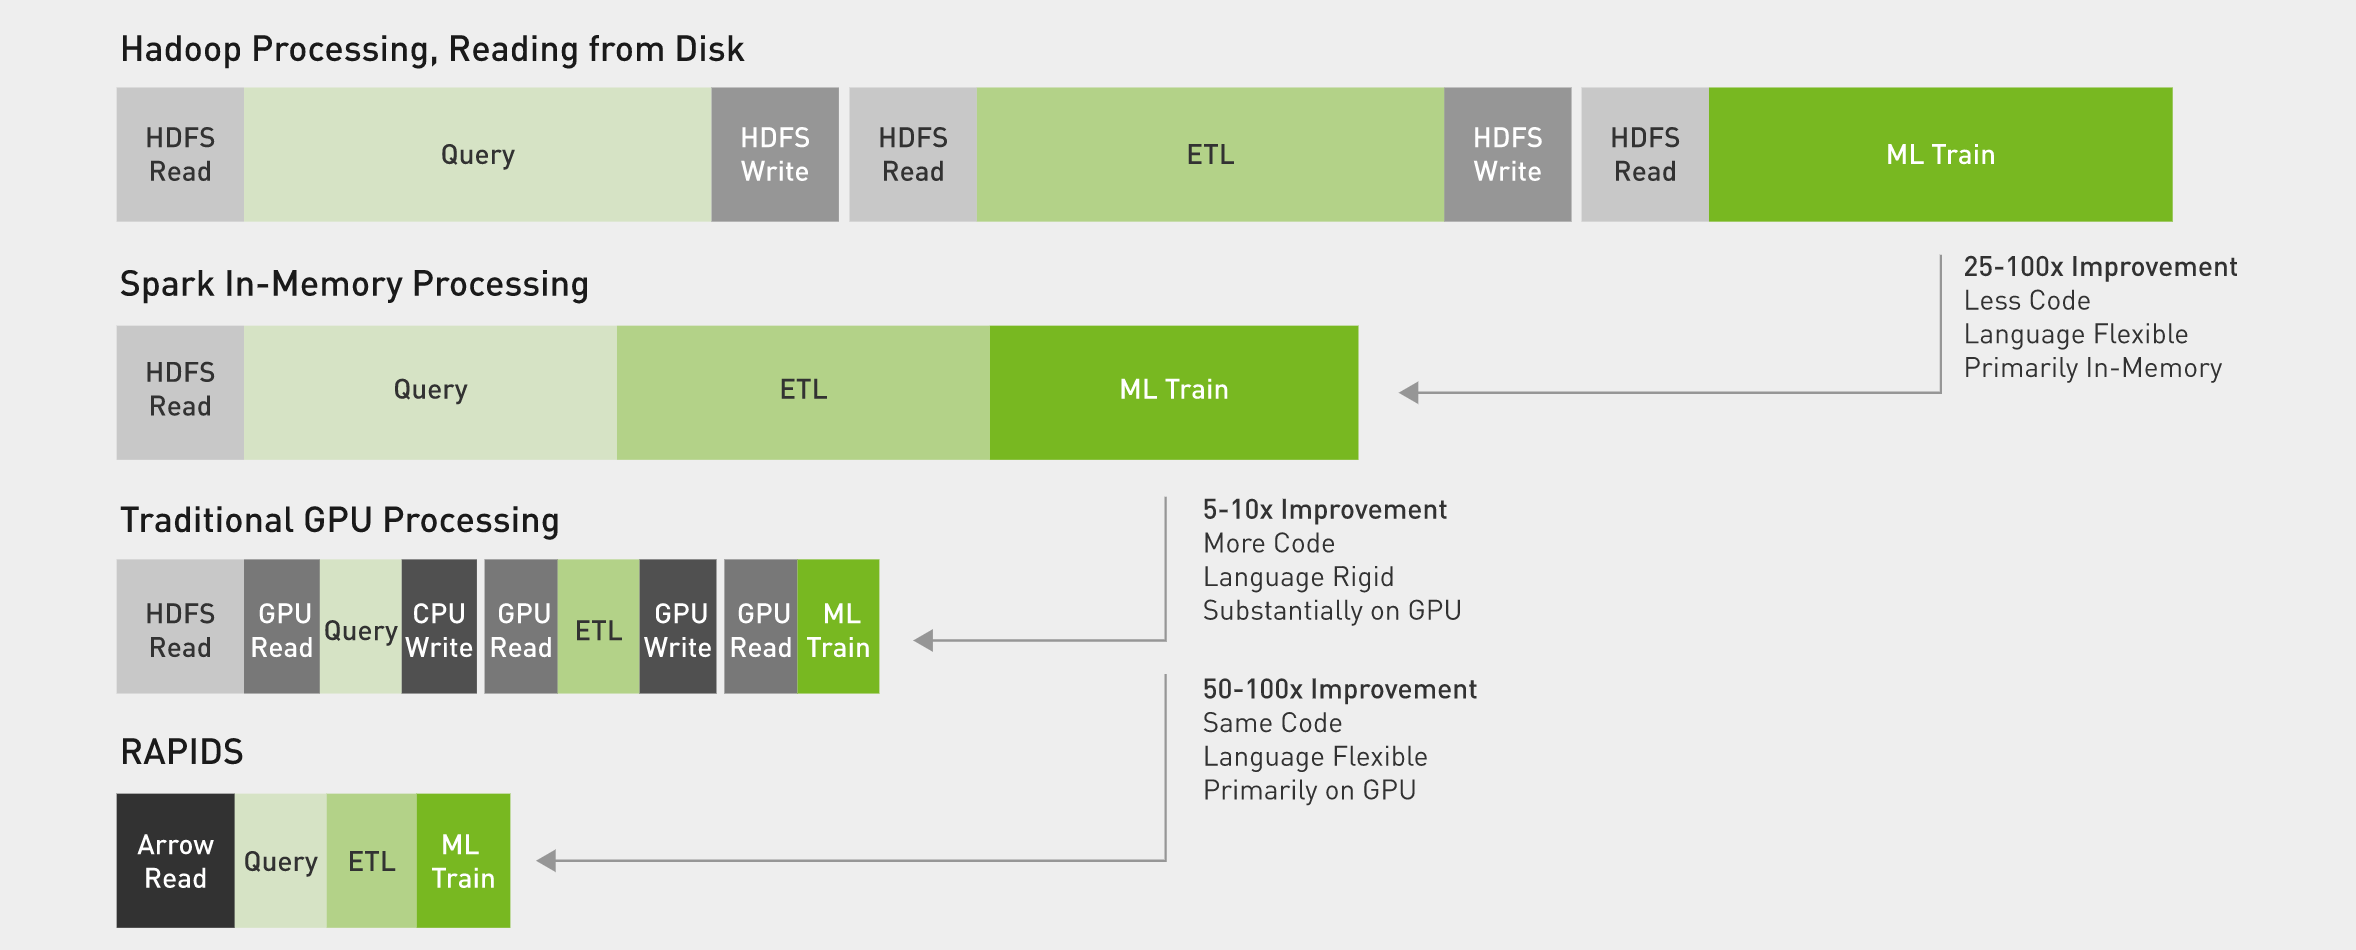 Hadoop Processing, Reading from Disk
HDFS
Read
Query
HDFS
Write
HDFS
Read
ETL
HDFS
Write
HDFS
Read
ML Train
25-100x Improvement
Less Code
Language Flexible
Primarily In-Memory
Spark In-Memory Processing
HDFS
Read
Query
ETL
ML Train
5-10x Improvement
More Code
Language Rigid
Substantially on GPU
Traditional GPU Processing
HDFS
Read
GPU
Read
Query
CPU
Write
GPU
Read
ETL
GPU
Write
GPU
Read
ML
Train
50-100x Improvement
Same Code
Language Flexible
Primarily on GPU
RAPIDS
Arrow
Read
Query
ETL
ML
Train